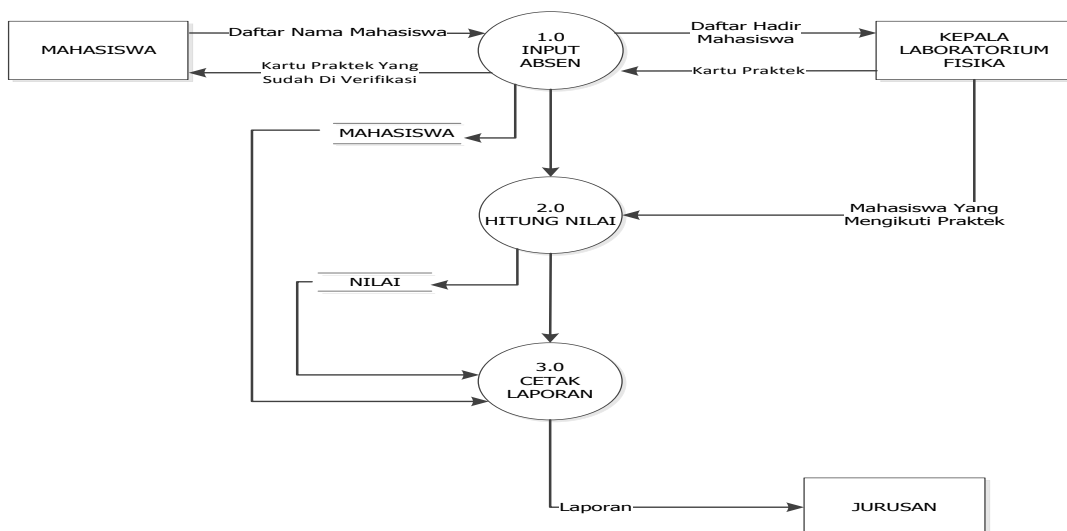 MAHASISWA
Daftar Nama Mahasiswa
Kartu Praktek Yang
Sudah Di Verifikasi
1.0
INPUT
ABSEN
Daftar Hadir
Mahasiswa
Kartu Praktek
KEPALA
LABORATORIUM
FISIKA
MAHASISWA
2.0
HITUNG NILAI
Mahasiswa Yang
Mengikuti Praktek
NILAI
3.0
CETAK
LAPORAN
Laporan
JURUSAN